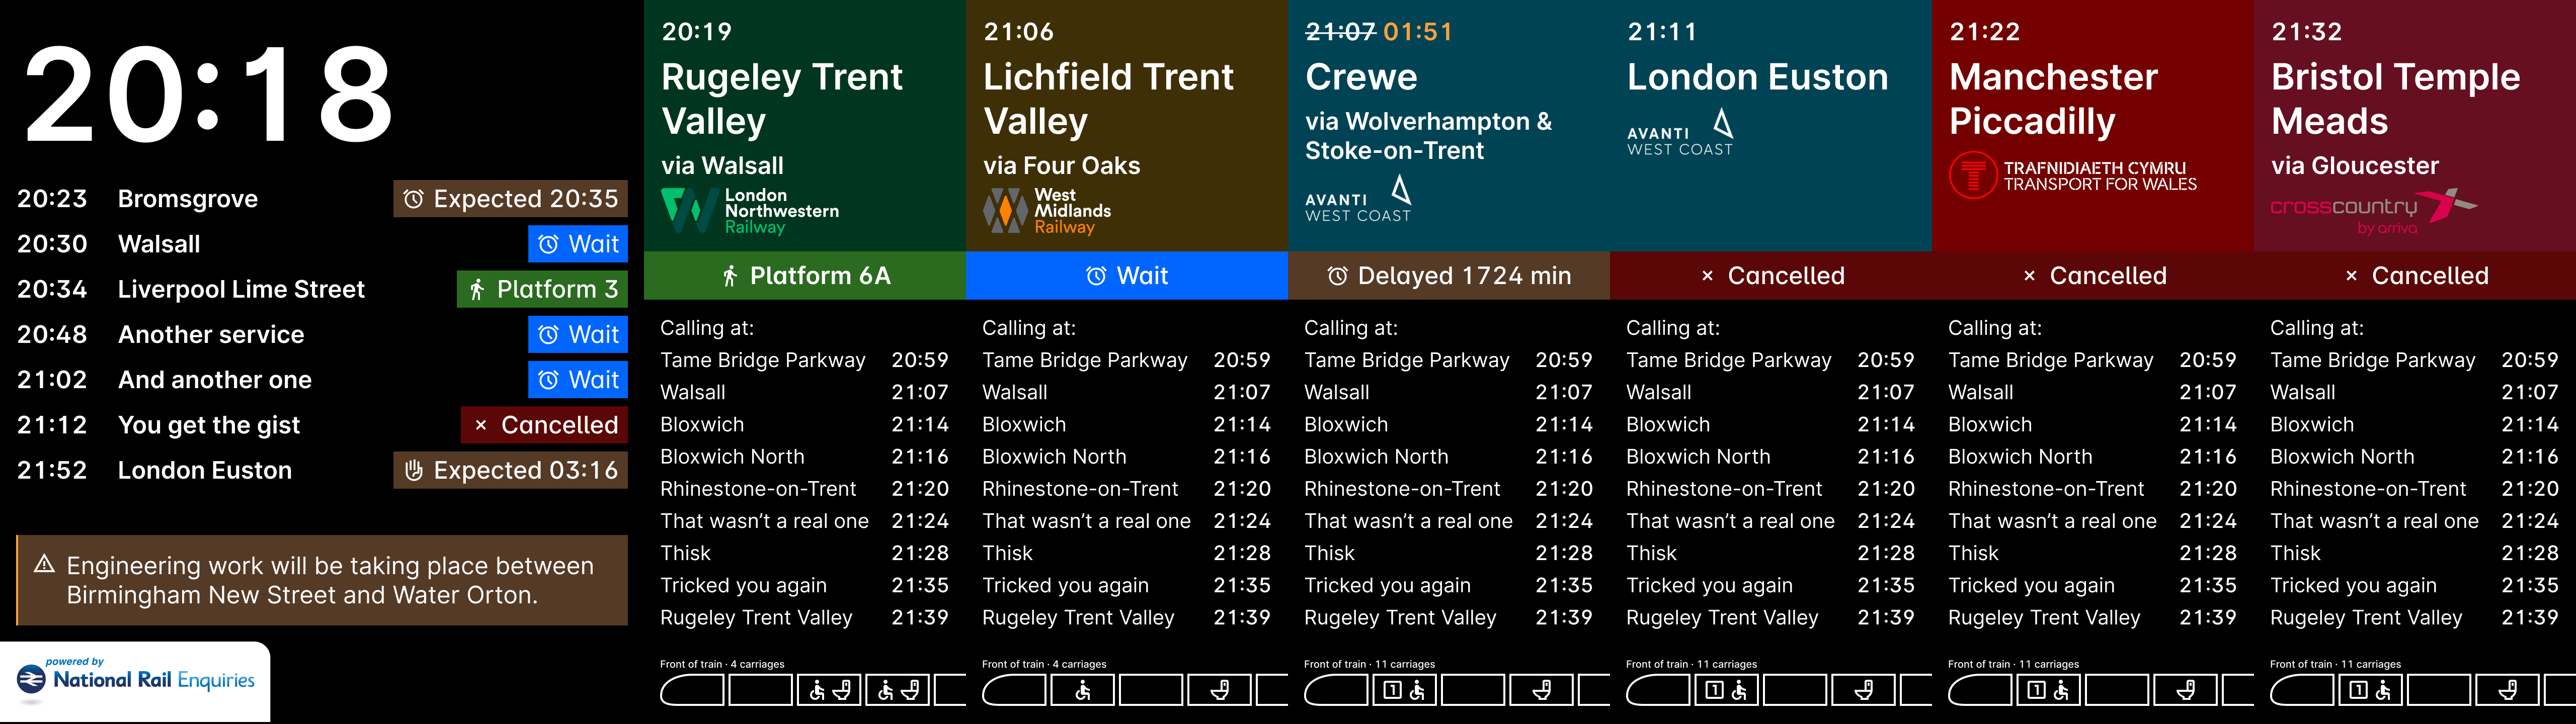 20:18
20:23 Bromsgrove Expected 20:35
20:30 Walsall Wait
20:34 Liverpool Lime Street Platform 3
20:48 Another service Wait
21:02 And another one Wait
21:12 You get the gist Cancelled
21:52 London Euston Expected 03:16
Engineering work will be taking place between
Birmingham New Street and Water Orton.
powered by
National Rail Enquiries
20:19
Rugeley Trent
Valley
via Walsall
London
Northwestern
Railway
Platform 6A
Calling at:
Tame Bridge Parkway 20:59
Walsall 21:07
Bloxwich 21:14
Bloxwich North 21:16
Rhinestone-on-Trent 21:20
That wasn’t a real one 21:24
Thisk 21:28
Tricked you again 21:35
Rugeley Trent Valley 21:39
Front of train · 4 carriages
21:06
Lichfield Trent
Valley
via Four Oaks
West
Midlands
Railway
Wait
Calling at:
Tame Bridge Parkway 20:59
Walsall 21:07
Bloxwich 21:14
Bloxwich North 21:16
Rhinestone-on-Trent 21:20
That wasn’t a real one 21:24
Thisk 21:28
Tricked you again 21:35
Rugeley Trent Valley 21:39
Front of train · 4 carriages
21:07 01:51
Crewe
via Wolverhampton &
Stoke-on-Trent
AVANTI
WEST COAST
Delayed 1724 min
Calling at:
Tame Bridge Parkway 20:59
Walsall 21:07
Bloxwich 21:14
Bloxwich North 21:16
Rhinestone-on-Trent 21:20
That wasn’t a real one 21:24
Thisk 21:28
Tricked you again 21:35
Rugeley Trent Valley 21:39
Front of train · 11 carriages
1
21:11
London Euston
AVANTI
WEST COAST
Cancelled
Calling at:
Tame Bridge Parkway 20:59
Walsall 21:07
Bloxwich 21:14
Bloxwich North 21:16
Rhinestone-on-Trent 21:20
That wasn’t a real one 21:24
Thisk 21:28
Tricked you again 21:35
Rugeley Trent Valley 21:39
Front of train · 11 carriages
1
21:22
Manchester
Piccadilly
TRAFNIDIAETH CYMRU
TRANSPORT FOR WALES
Cancelled
Calling at:
Tame Bridge Parkway 20:59
Walsall 21:07
Bloxwich 21:14
Bloxwich North 21:16
Rhinestone-on-Trent 21:20
That wasn’t a real one 21:24
Thisk 21:28
Tricked you again 21:35
Rugeley Trent Valley 21:39
Front of train · 11 carriages
1
21:32
Bristol Temple
Meads
via Gloucester
crosscountry
by arriva
Cancelled
Calling at:
Tame Bridge Parkway 20:59
Walsall 21:07
Bloxwich 21:14
Bloxwich North 21:16
Rhinestone-on-Trent 21:20
That wasn’t a real one 21:24
Thisk 21:28
Tricked you again 21:35
Rugeley Trent Valley 21:39
Front of train · 11 carriages
1